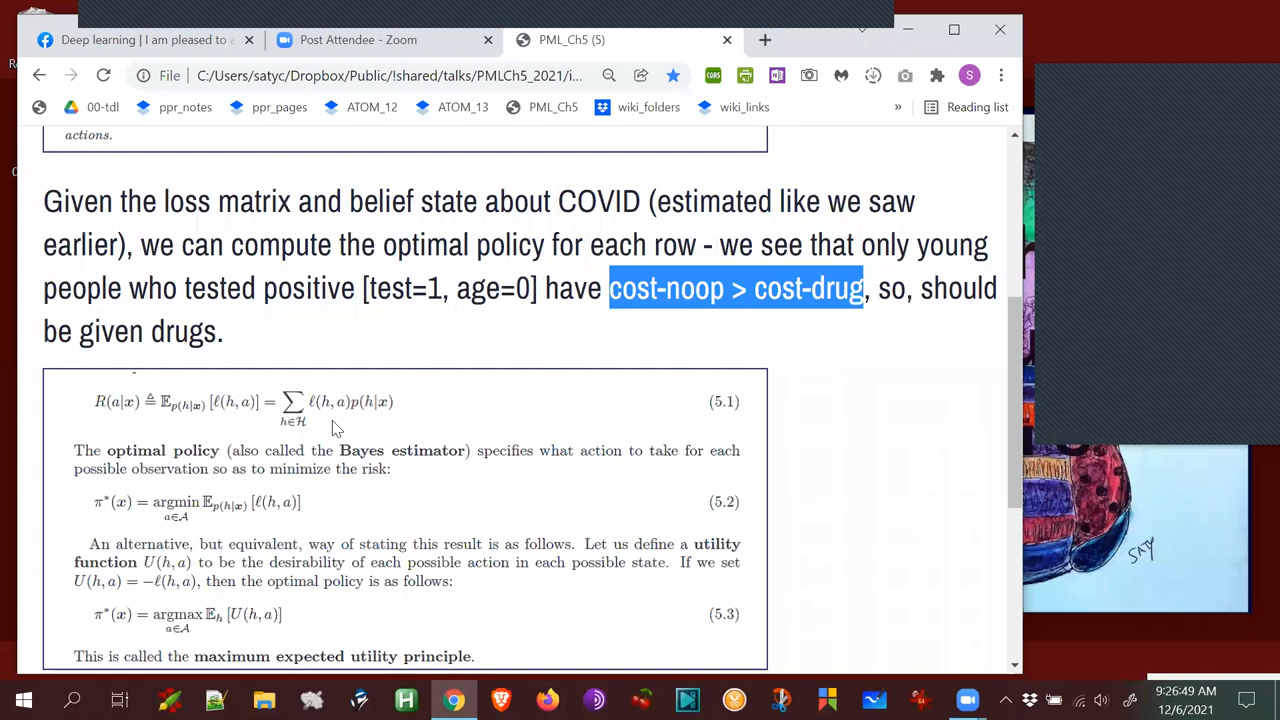 Deep learning | I am pleased to a
Post Attendee - Zoom
PML_Ch5 (5)
File
C:/Users/satyc/Dropbox/Public/!shared/talks/PMLCh5_2021/i...
CORS
S
00-tdl
ppr_notes
ppr_pages
ATOM_12
ATOM_13
PML_Ch5
wiki_folders
wiki_links
»
Reading list
actions.
Given the loss matrix and belief state about COVID (estimated like we saw
earlier), we can compute the optimal policy for each row - we see that only young
people who tested positive [test=1, age=0] have cost-noop > cost-drug, so, should
be given drugs.
R(a|x) ≜ 𝔼p(h|x) [ℓ(h, a)] = ∑h∈ℋ ℓ(h, a)p(h|x) (5.1)
The optimal policy (also called the Bayes estimator) specifies what action to take for each
possible observation so as to minimize the risk:
π*(x) = argmin a∈𝒜 𝔼p(h|x) [ℓ(h, a)] (5.2)
An alternative, but equivalent, way of stating this result is as follows. Let us define a utility
function U(h, a) to be the desirability of each possible action in each possible state. If we set
U(h, a) = −ℓ(h, a), then the optimal policy is as follows:
π*(x) = argmax a∈𝒜 𝔼h [U(h, a)] (5.3)
This is called the maximum expected utility principle.
SATY
9:26:49 AM
12/6/2021